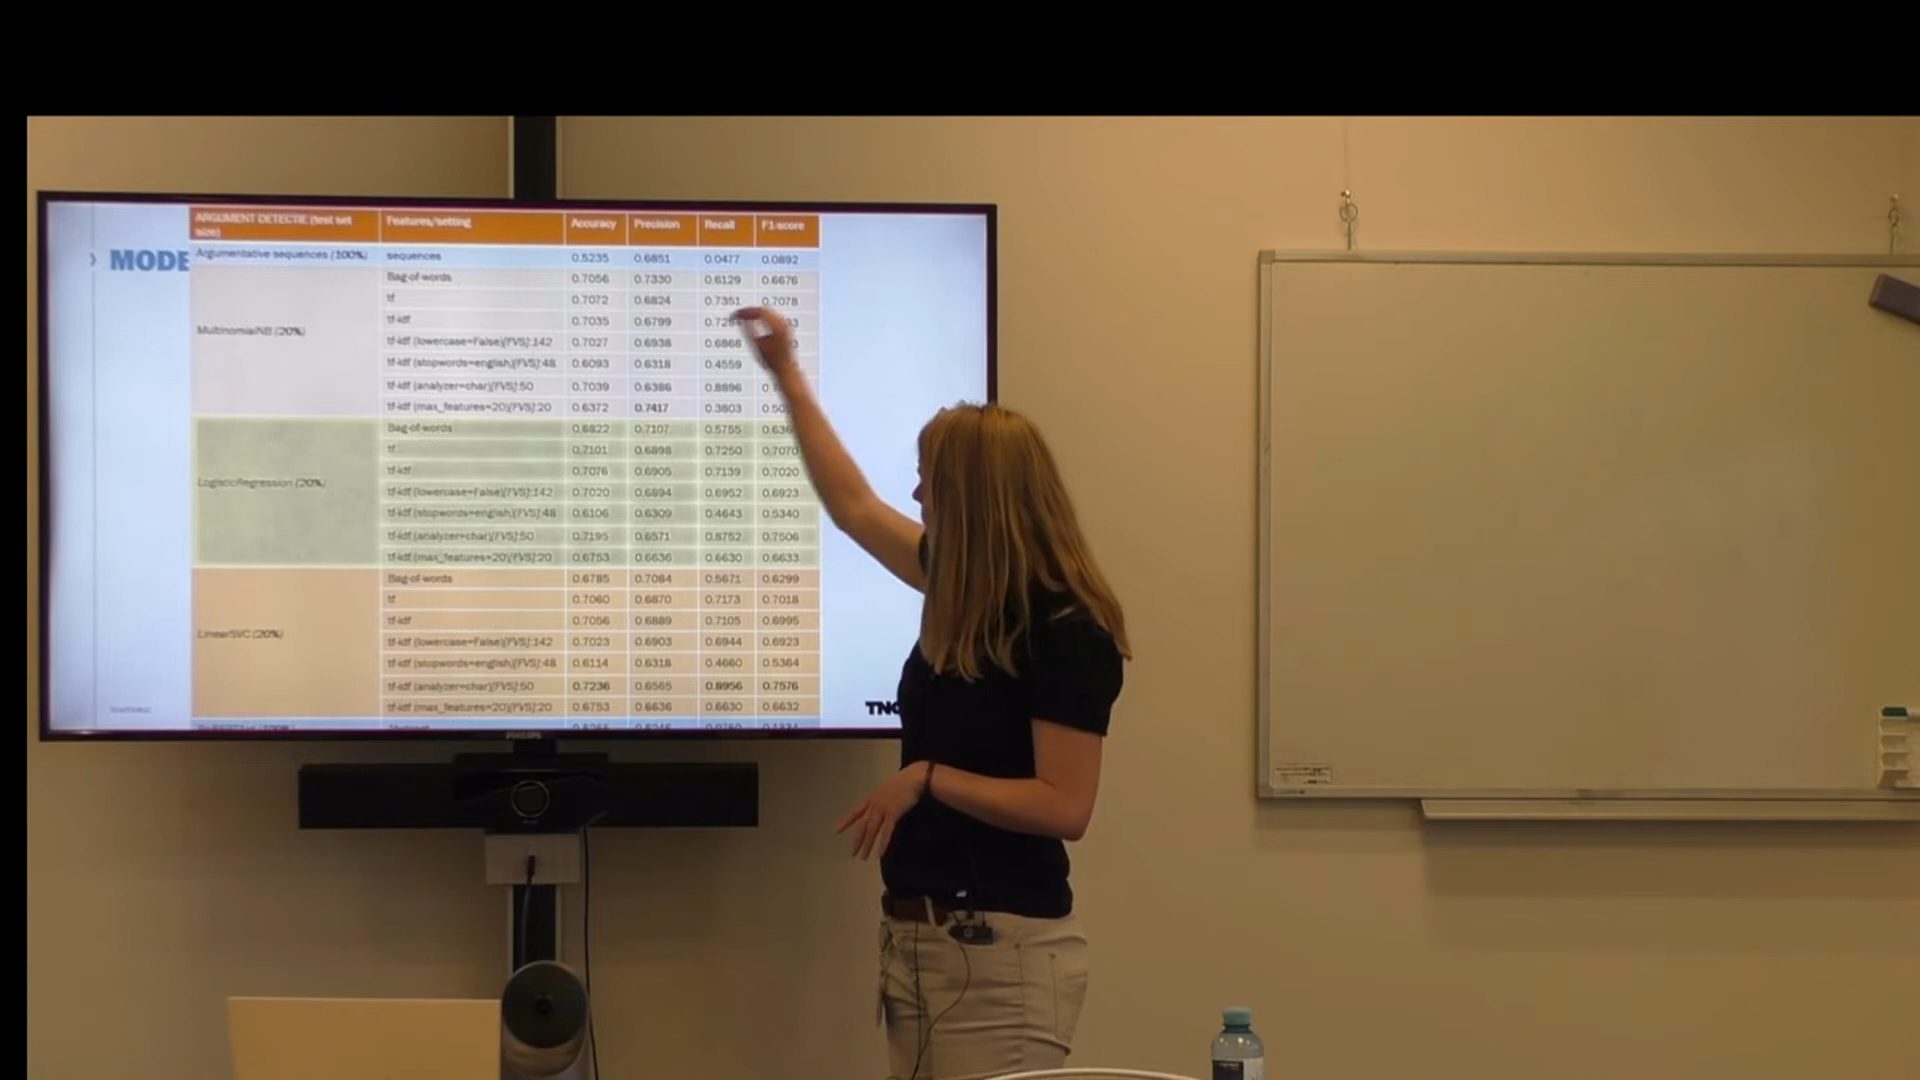 MODE
ARGUMENT DETECTIE (test set size) Features/setting Accuracy Precision Recall F1-score
Argumentative sequences (100%) sequences 0.5235 0.6851 0.0477 0.0892
MultinomialNB (20%)
Bag-of-words 0.7056 0.7330 0.6129 0.6676
tf 0.7072 0.6824 0.7351 0.7078
tf-idf 0.7035 0.6799
tf-idf (lowercase=False)[FVS]:142 0.7027 0.6938 0.6868
tf-idf (stopwords=english)[FVS]:48 0.6093 0.6318 0.4559
tf-idf (analyzer=char)[FVS]:50 0.7039 0.6386 0.8896
tf-idf (max_features=20)[FVS]:20 0.6372 0.7417 0.3803
LogisticRegression (20%)
Bag-of-words 0.6822 0.7107 0.5755
tf 0.7101 0.6898 0.7250 0.7070
tf-idf 0.7076 0.6905 0.7139 0.7020
tf-idf (lowercase=False)[FVS]:142 0.7020 0.6894 0.6952 0.6923
tf-idf (stopwords=english)[FVS]:48 0.6106 0.6309 0.4643 0.5340
tf-idf (analyzer=char)[FVS]:50 0.7195 0.6571 0.8752 0.7506
tf-idf (max_features=20)[FVS]:20 0.6753 0.6636 0.6630 0.6633
LinearSVC (20%)
Bag-of-words 0.6785 0.7084 0.5671 0.6299
tf 0.7060 0.6870 0.7173 0.7018
tf-idf 0.7056 0.6889 0.7105 0.6995
tf-idf (lowercase=False)[FVS]:142 0.7023 0.6903 0.6944 0.6923
tf-idf (stopwords=english)[FVS]:48 0.6114 0.6318 0.4660 0.5364
tf-idf (analyzer=char)[FVS]:50 0.7236 0.6565 0.8956 0.7576
tf-idf (max_features=20)[FVS]:20 0.6753 0.6636 0.6630 0.6632
TNO
PHILIPS